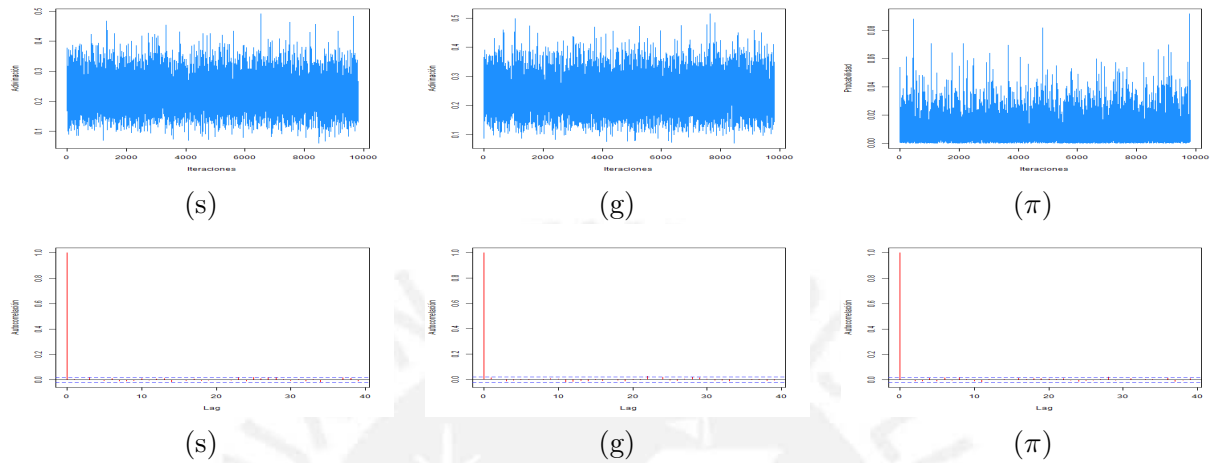 0.5
0.4
0.3
0.2
0.1
Adivinación
0 2000 4000 6000 8000 10000
Iteraciones
(s)
0.5
0.4
0.3
0.2
0.1
Adivinación
0 2000 4000 6000 8000 10000
Iteraciones
(g)
0.08
0.06
0.04
0.02
0.00
Probabilidad
0 2000 4000 6000 8000 10000
Iteraciones
(π)
1.0
0.8
0.6
0.4
0.2
0.0
Autocorrelación
0 10 20 30 40
Lag
(s)
1.0
0.8
0.6
0.4
0.2
0.0
Autocorrelación
0 10 20 30 40
Lag
(g)
1.0
0.8
0.6
0.4
0.2
0.0
Autocorrelación
0 10 20 30 40
Lag
(π)